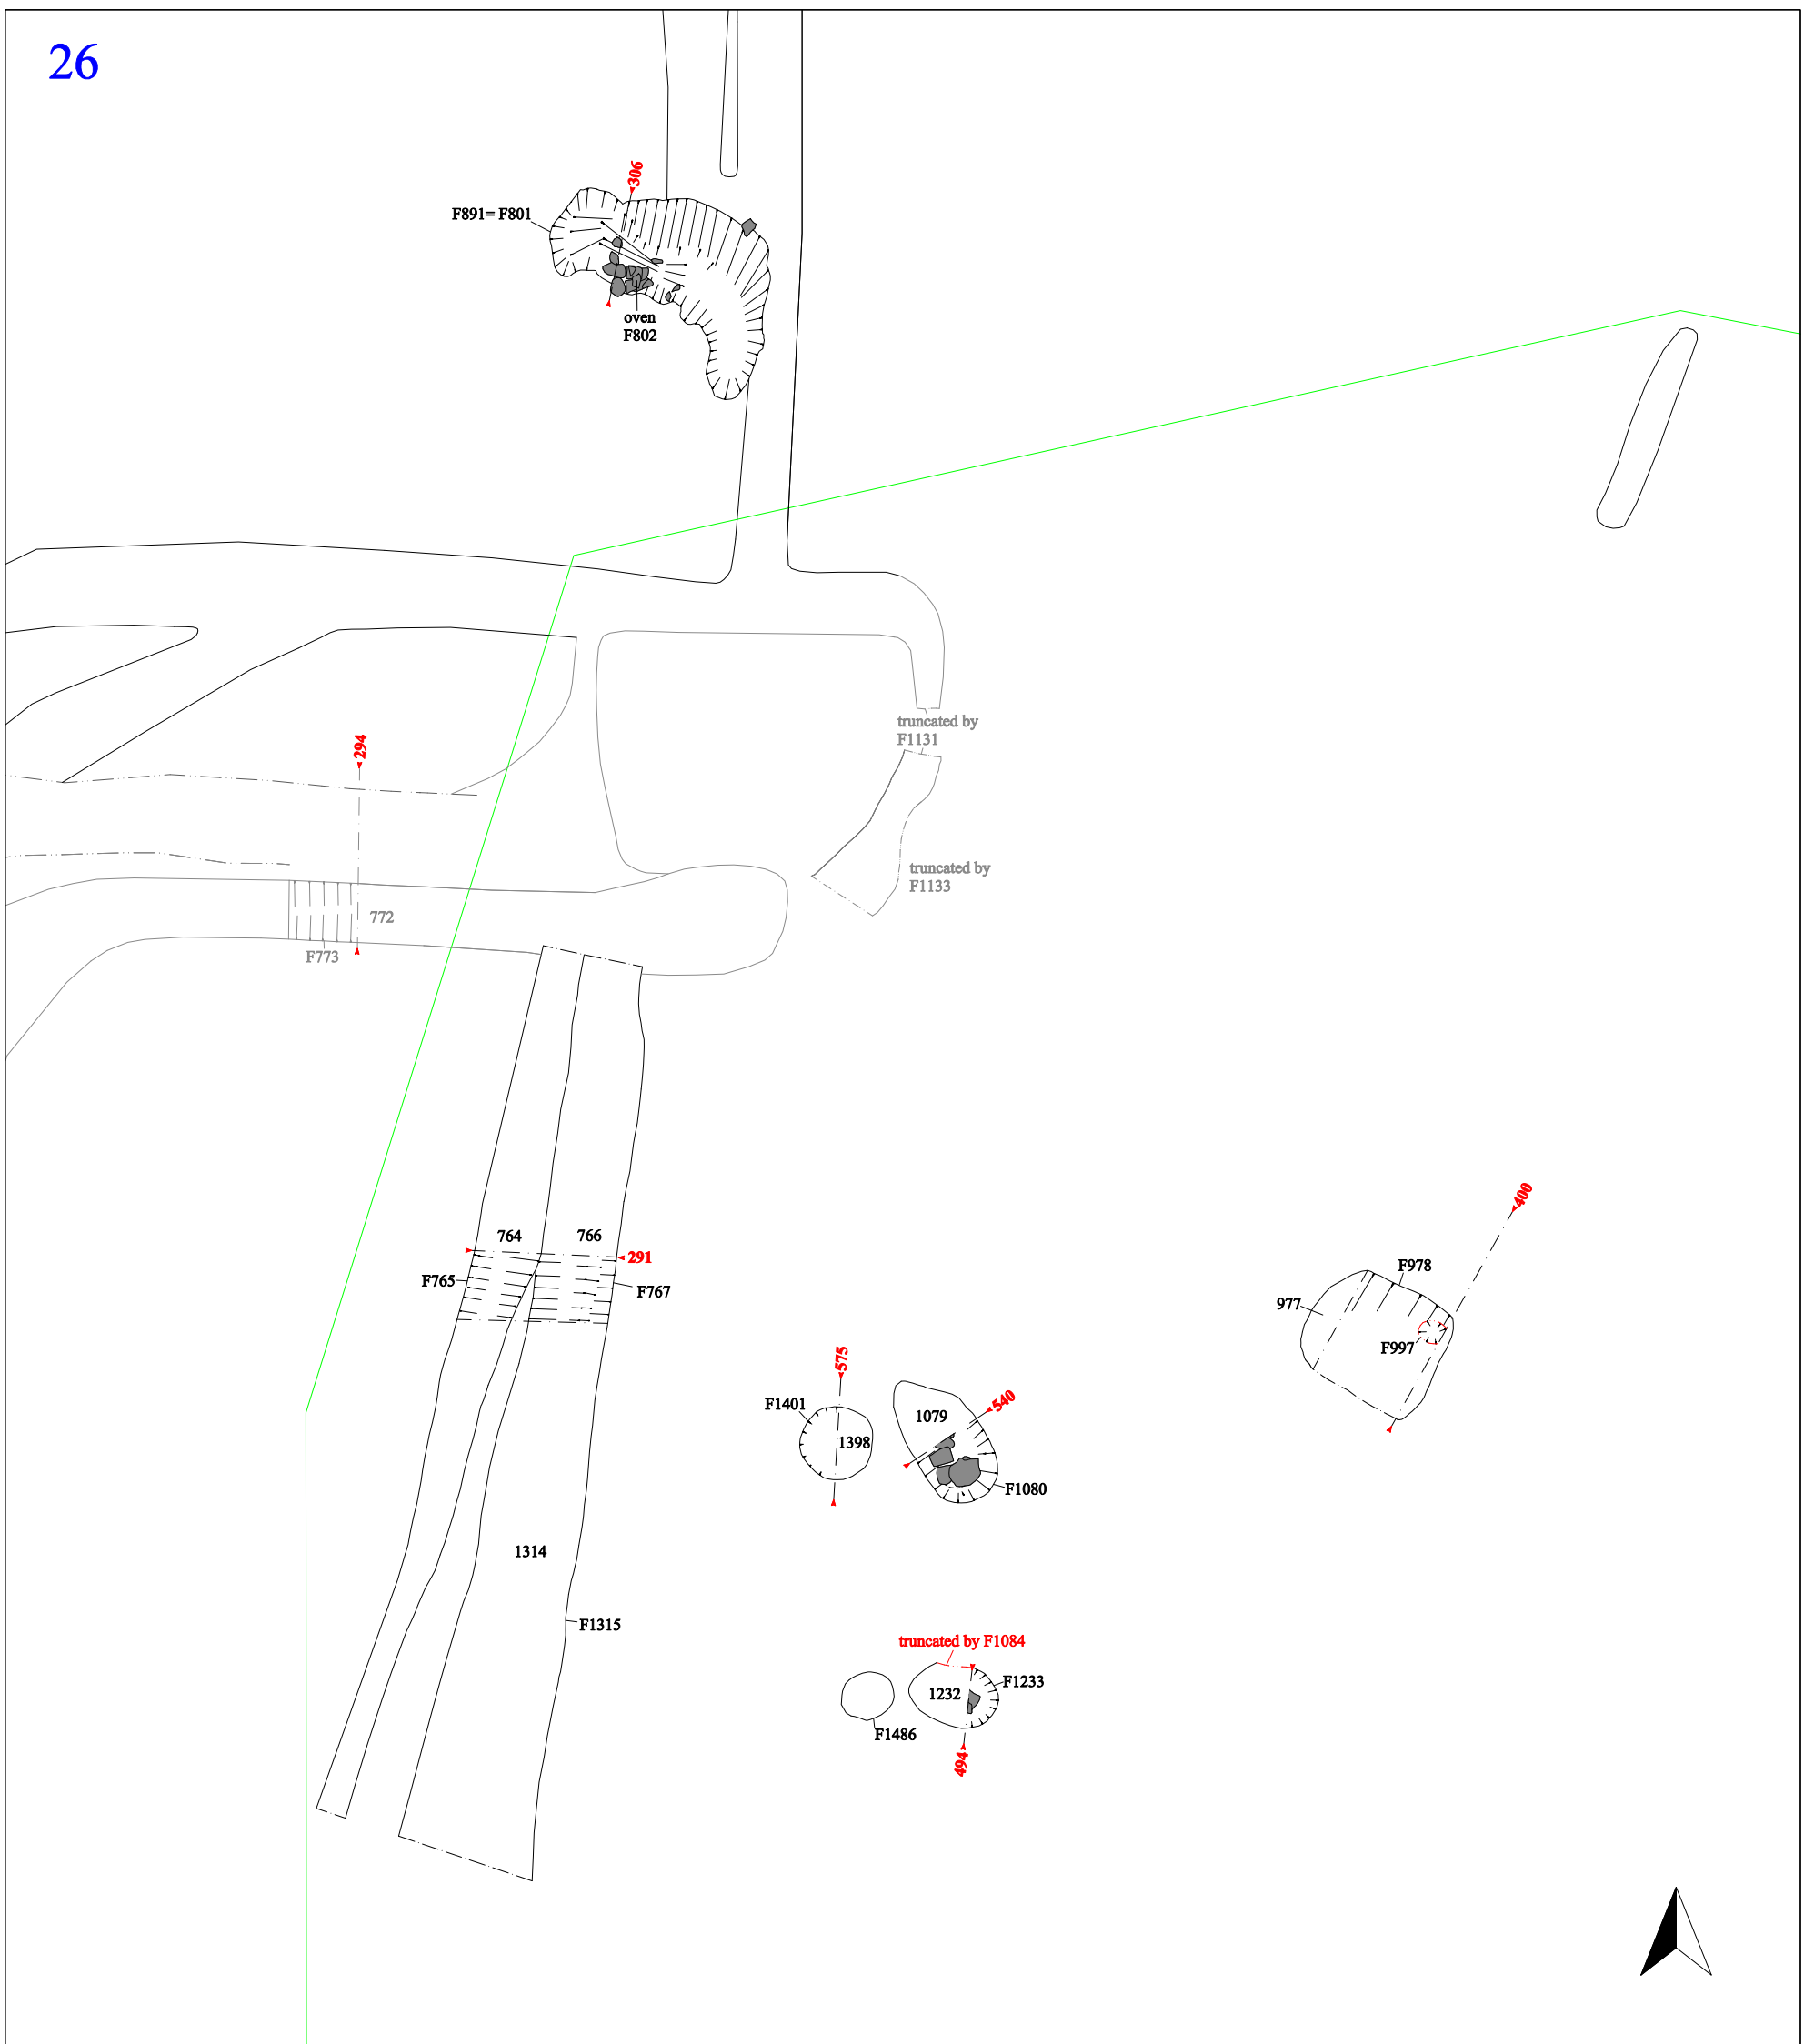 26
306
F891= F801
oven
F802
truncated by
F1131
294
truncated by
F1133
772
F773
400
764
766
291
F765
F767
F978
977
F997
575
540
F1401
1079
1398
F1080
1314
F1315
truncated by F1084
1232
F1233
F1486
494